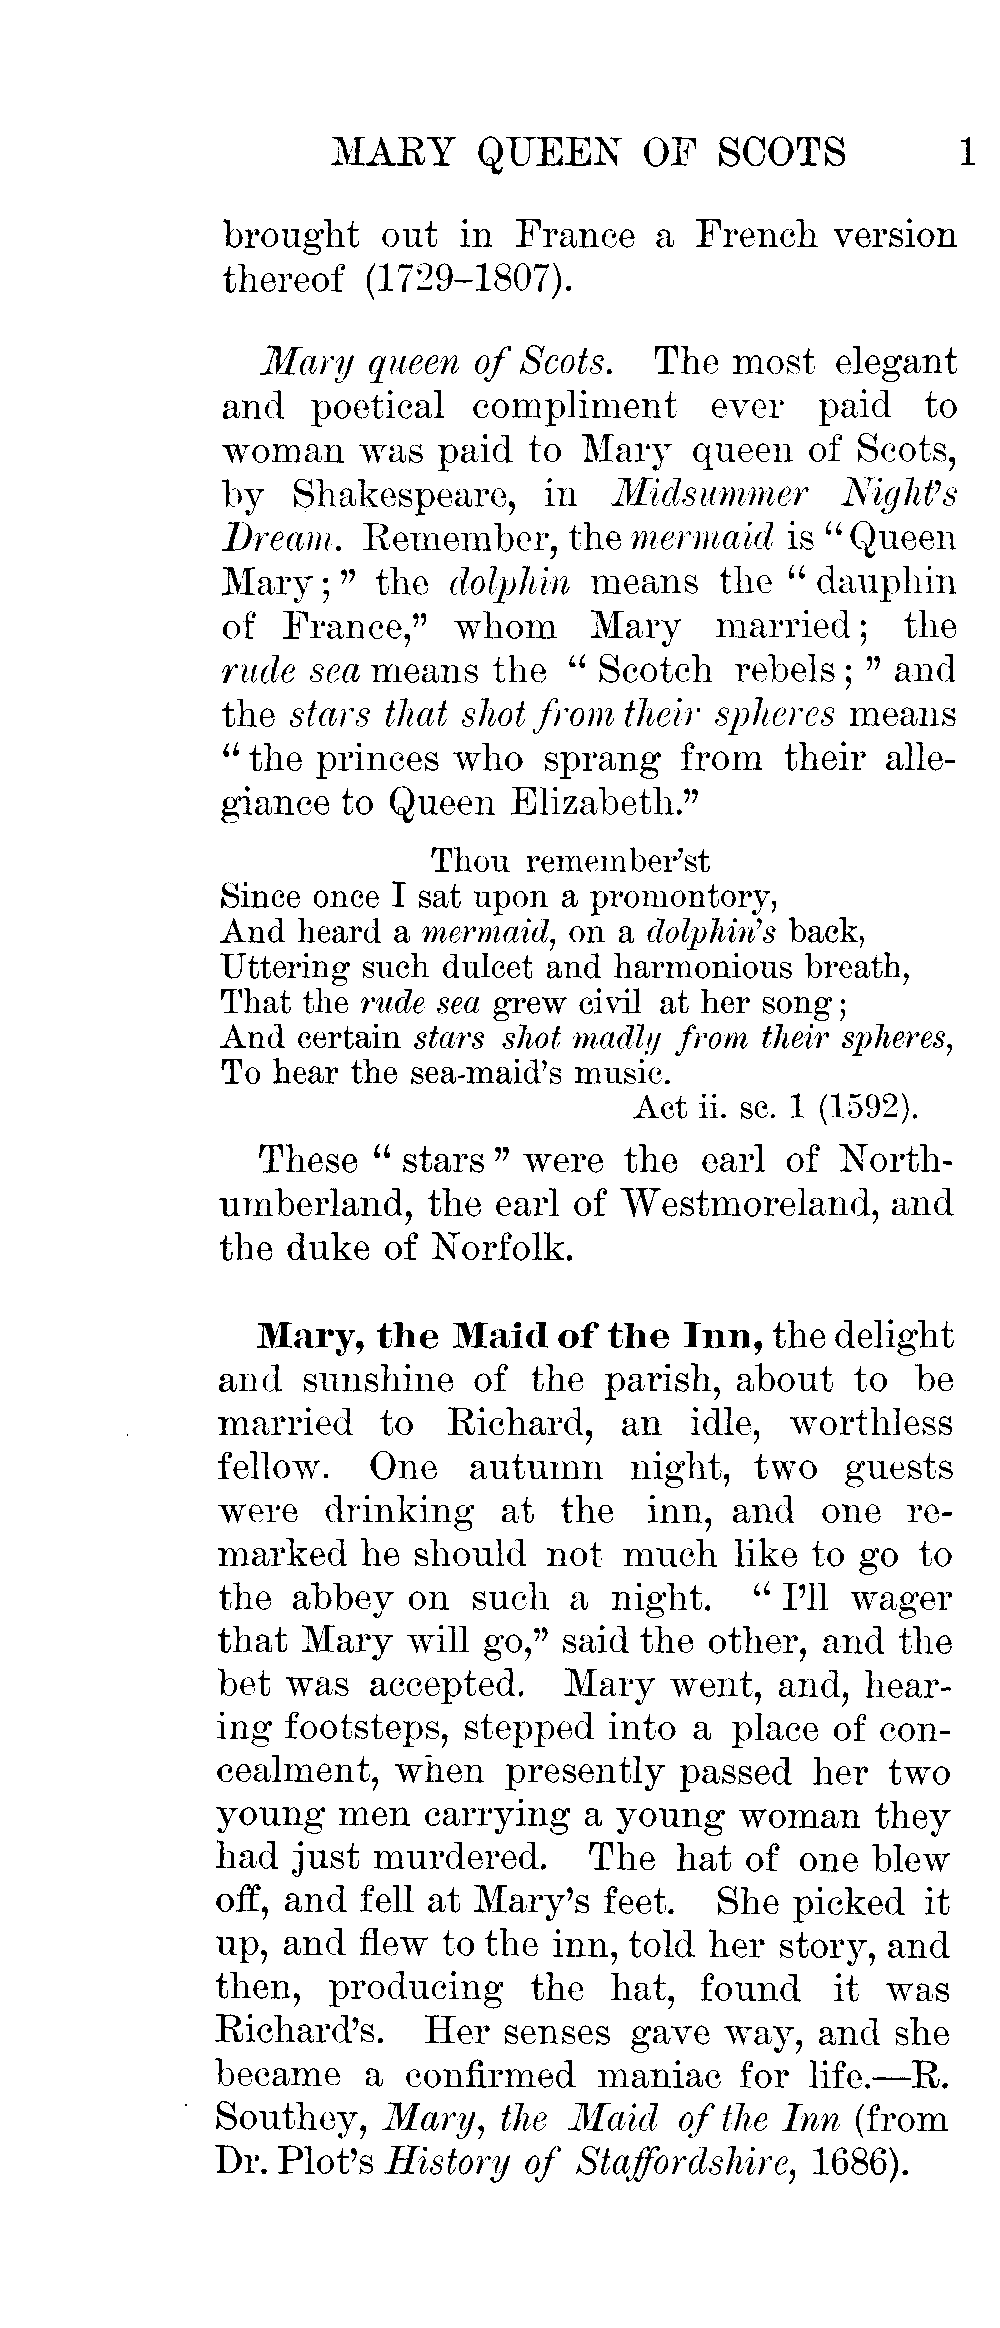 MARY QUEEN OF SCOTS 1
brought out in France a French version
thereof (1729–1807).
Mary queen of Scots. The most elegant
and poetical compliment ever paid to
woman was paid to Mary queen of Scots,
by Shakespeare, in Midsummer Night's
Dream. Remember, the mermaid is “Queen
Mary;” the dolphin means the “dauphin
of France,” whom Mary married; the
rude sea means the “Scotch rebels;” and
the stars that shot from their spheres means
“the princes who sprang from their alle-
giance to Queen Elizabeth.”
Thou remember'st
Since once I sat upon a promontory,
And heard a mermaid, on a dolphin's back,
Uttering such dulcet and harmonious breath,
That the rude sea grew civil at her song;
And certain stars shot madly from their spheres,
To hear the sea-maid's music.
Act ii. sc. 1 (1592).
These “stars” were the earl of North-
umberland, the earl of Westmoreland, and
the duke of Norfolk.
Mary, the Maid of the Inn, the delight
and sunshine of the parish, about to be
married to Richard, an idle, worthless
fellow. One autumn night, two guests
were drinking at the inn, and one re-
marked he should not much like to go to
the abbey on such a night. “I'll wager
that Mary will go,” said the other, and the
bet was accepted. Mary went, and, hear-
ing footsteps, stepped into a place of con-
cealment, when presently passed her two
young men carrying a young woman they
had just murdered. The hat of one blew
off, and fell at Mary's feet. She picked it
up, and flew to the inn, told her story, and
then, producing the hat, found it was
Richard's. Her senses gave way, and she
became a confirmed maniac for life.—R.
Southey, Mary, the Maid of the Inn (from
Dr. Plot's History of Staffordshire, 1686).